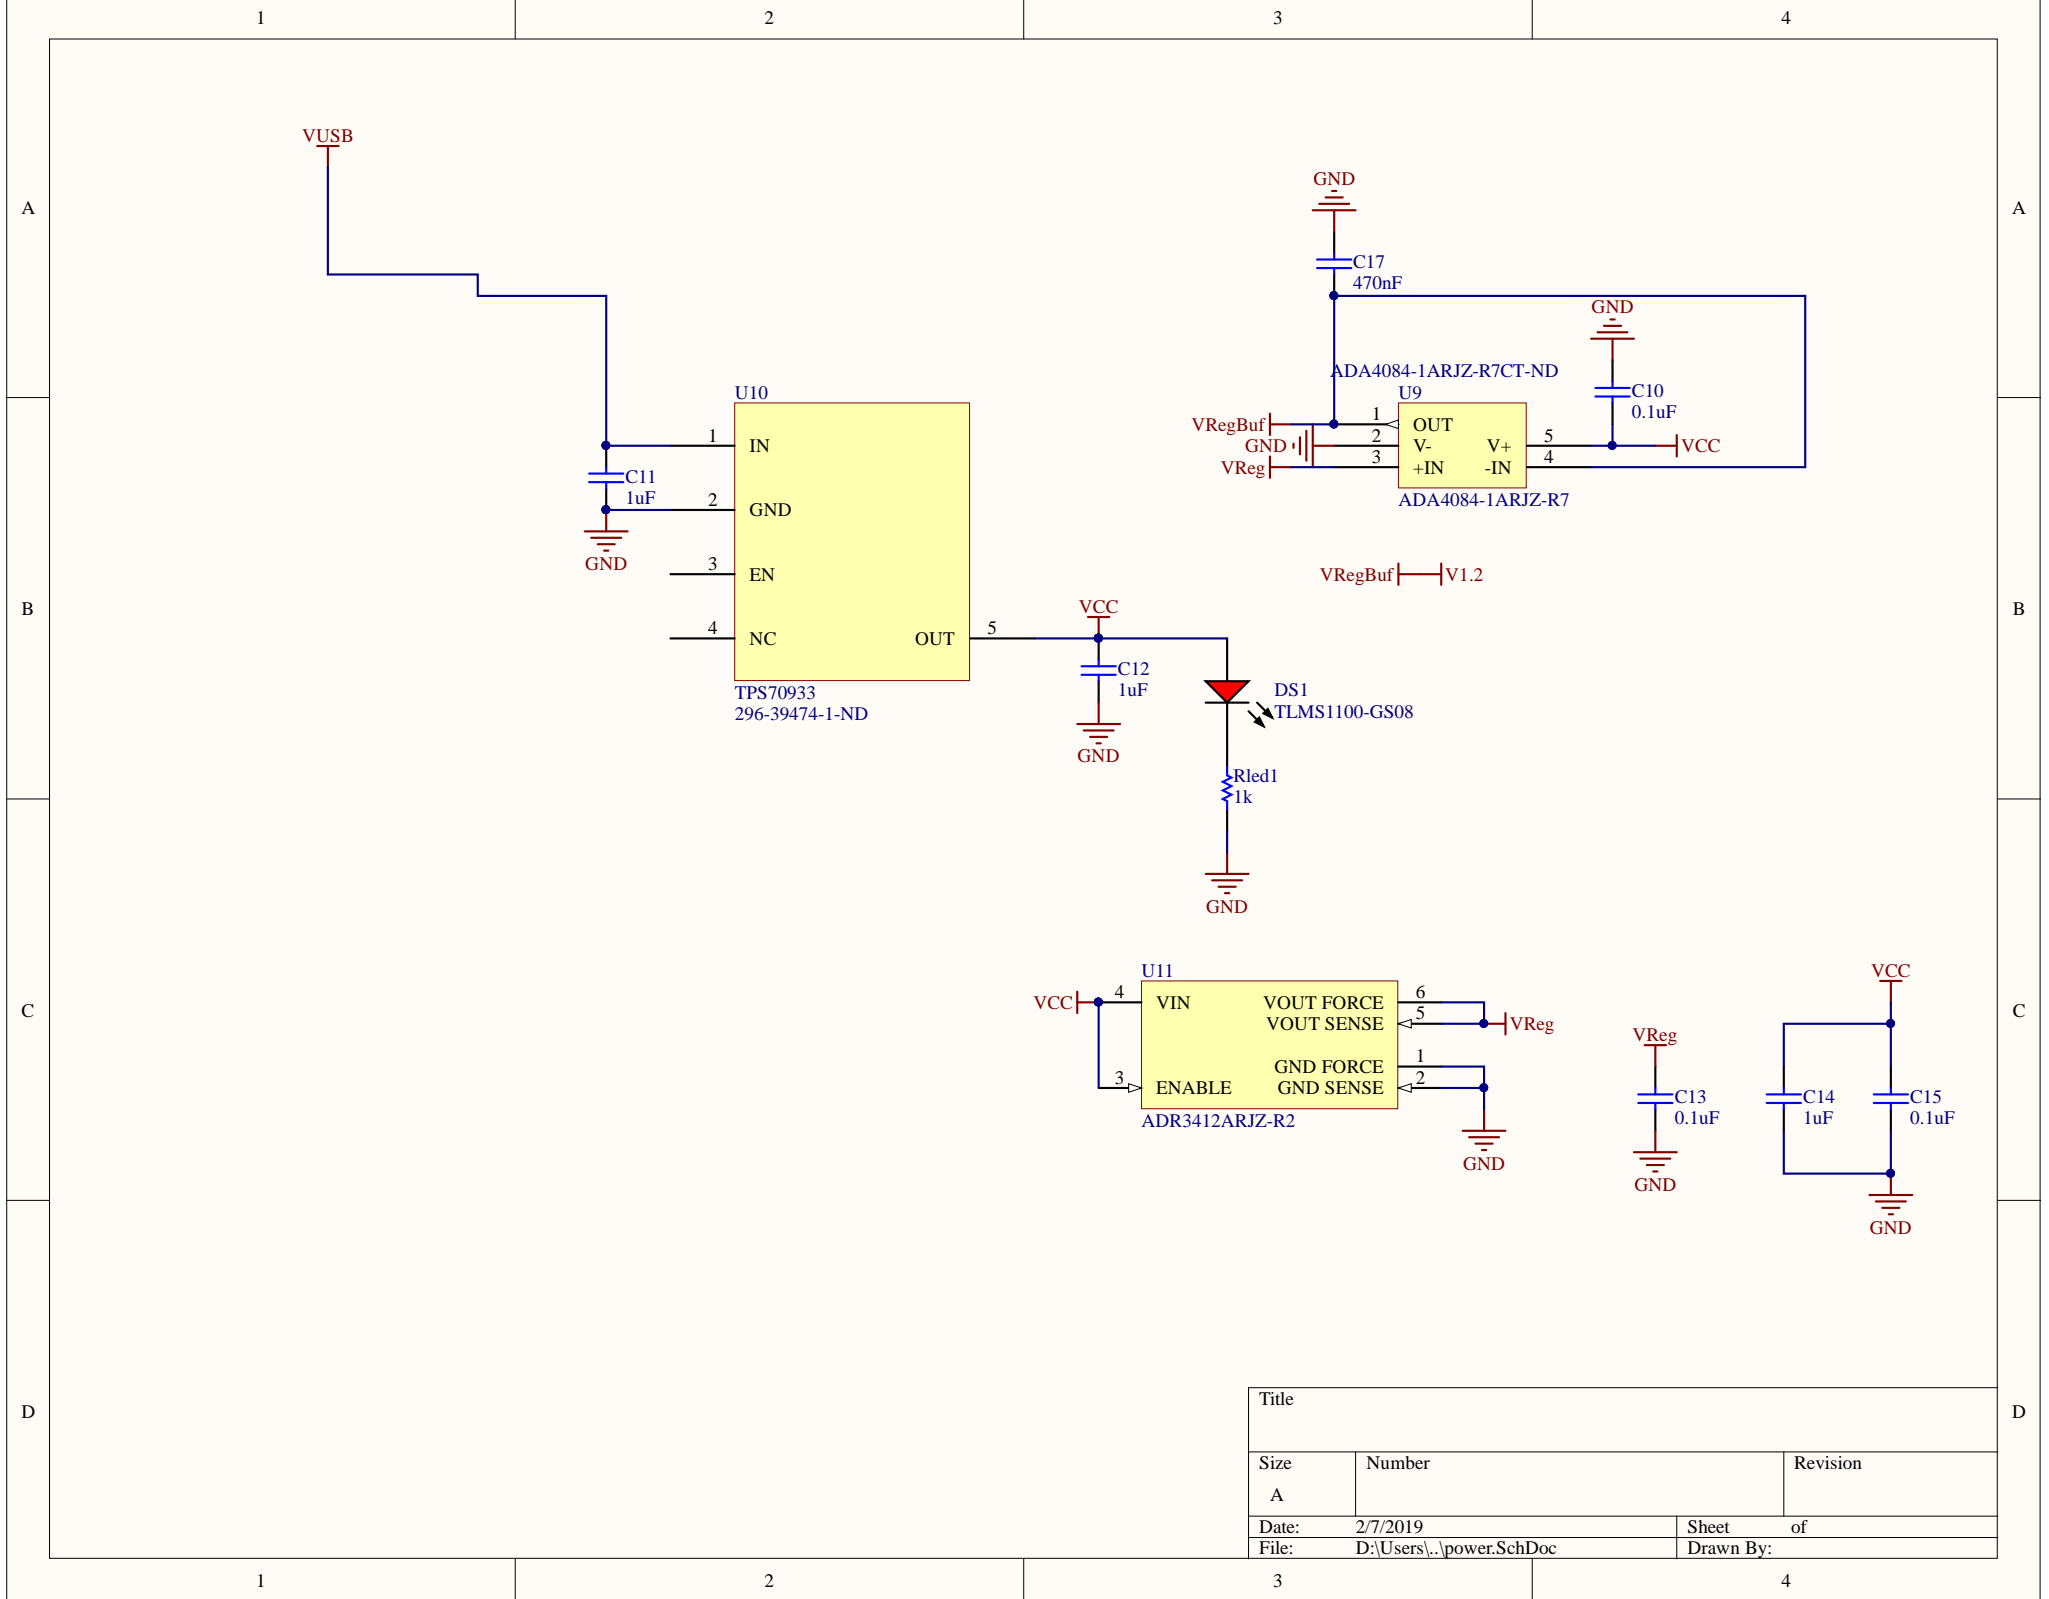 1 2 3 4
A A
VUSB
GND
C17
470nF
GND
C10
0.1uF
ADA4084-1ARJZ-R7CT-ND
U9
VRegBuf 1 OUT
GND 2 V- V+ 5 VCC
VReg 3 +IN -IN 4
ADA4084-1ARJZ-R7
U10
1 IN
C11
1uF
2 GND
GND
3 EN
4 NC OUT 5
TPS70933
296-39474-1-ND
B B
VRegBuf V1.2
VCC
C12
1uF
GND
DS1
TLMS1100-GS08
Rled1
1k
GND
C C
U11
VCC 4 VIN VOUT FORCE 6
VOUT SENSE 5 VReg
GND FORCE 1
3 ENABLE GND SENSE 2
ADR3412ARJZ-R2
GND
VReg
C13
0.1uF
GND
VCC
C14
1uF
C15
0.1uF
GND
D D
Title
Size Number Revision
A
Date: 2/7/2019 Sheet of
File: D:\Users\..\power.SchDoc Drawn By:
1 2 3 4